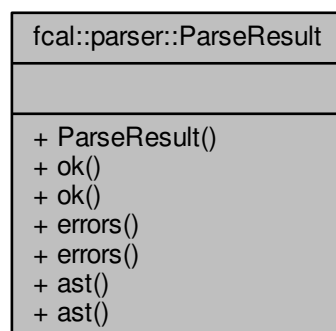 fcal::parser::ParseResult
+ ParseResult()
+ ok()
+ ok()
+ errors()
+ errors()
+ ast()
+ ast()